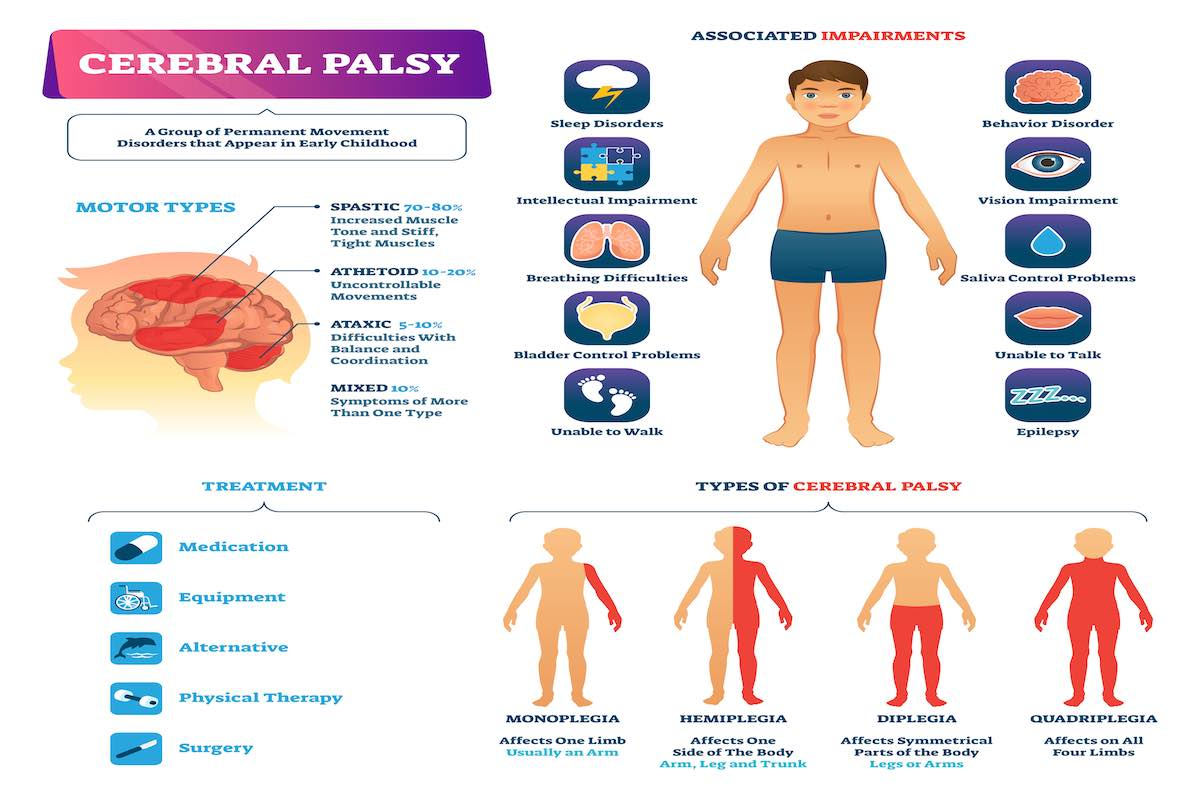 CEREBRAL PALSY
A Group of Permanent Movement
Disorders that Appear in Early Childhood
MOTOR TYPES
SPASTIC 70-80%
Increased Muscle
Tone and Stiff,
Tight Muscles
ATHETOID 10-20%
Uncontrollable
Movements
ATAXIC 5-10%
Difficulties With
Balance and
Coordination
MIXED 10%
Symptoms of More
Than One Type
ASSOCIATED IMPAIRMENTS
Sleep Disorders
Intellectual Impairment
Breathing Difficulties
Bladder Control Problems
Unable to Walk
Behavior Disorder
Vision Impairment
Saliva Control Problems
Unable to Talk
ZZZ...
Epilepsy
TREATMENT
Medication
Equipment
Alternative
Physical Therapy
Surgery
TYPES OF CEREBRAL PALSY
MONOPLEGIA
Affects One Limb
Usually an Arm
HEMIPLEGIA
Affects One
Side of The Body
Arm, Leg and Trunk
DIPLEGIA
Affects Symmetrical
Parts of the Body
Legs or Arms
QUADRIPLEGIA
Affects on All
Four Limbs